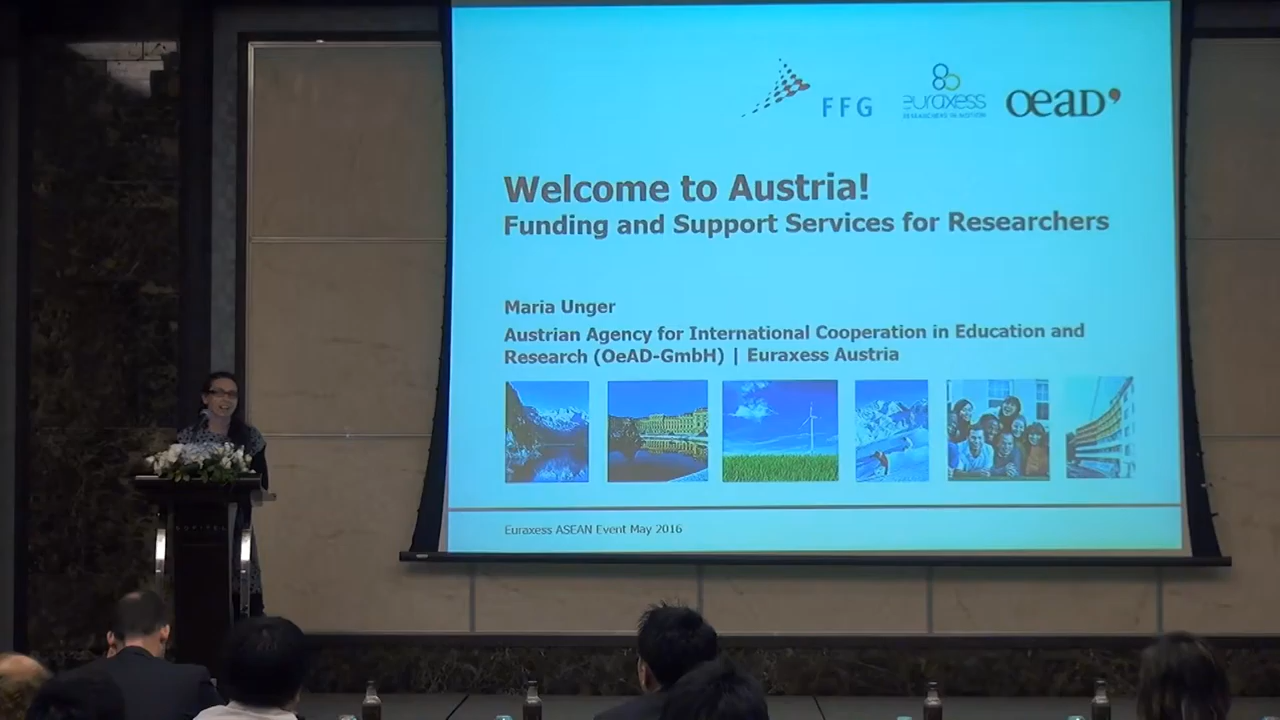 FFG
euraxess
RESEARCHERS IN MOTION
OEAD'
Welcome to Austria!
Funding and Support Services for Researchers
Maria Unger
Austrian Agency for International Cooperation in Education and
Research (OeAD-GmbH) | Euraxess Austria
Euraxess ASEAN Event May 2016
SOFITEL